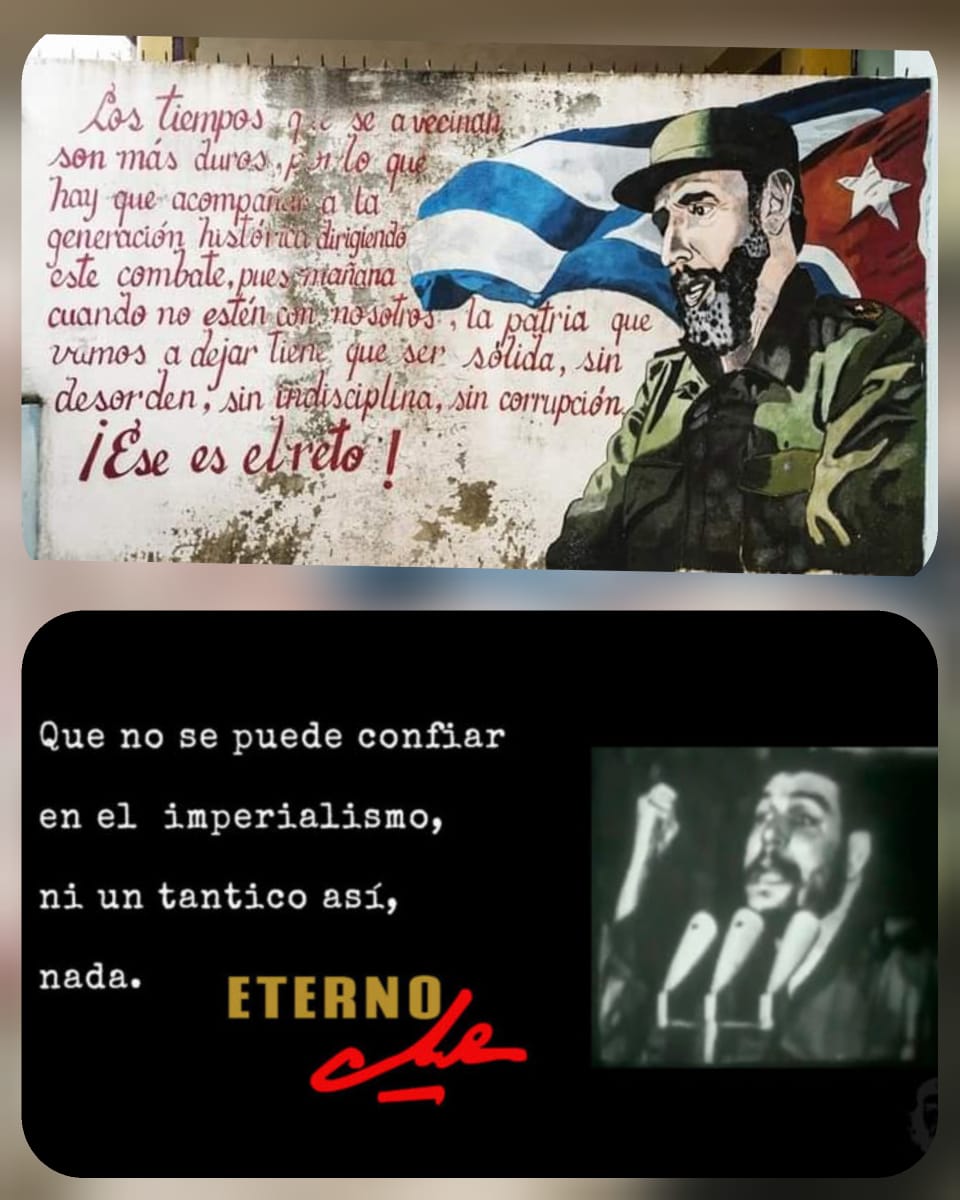 Los tiempos que se avecinan
son más duros, por lo que
hay que acompañar a la
generación histórica dirigiendo
este combate, pues mañana
cuando no estén con nosotros, la patria que
vamos a dejar tiene que ser sólida, sin
desorden, sin indisciplina, sin corrupción.
¡Ese es el reto!
Que no se puede confiar
en el imperialismo,
ni un tantico así,
nada.
ETERNO
che